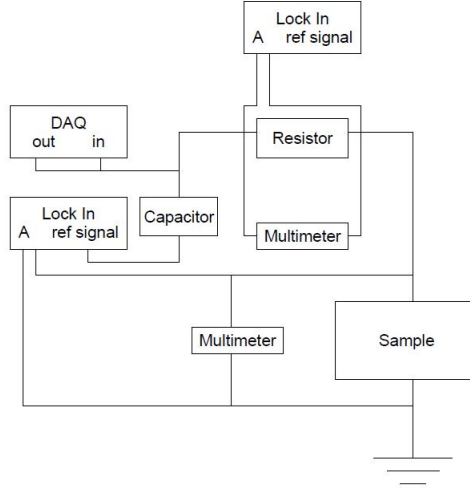 Lock In
A ref signal
DAQ
out in
Resistor
Lock In
A ref signal
Capacitor
Multimeter
Multimeter
Sample